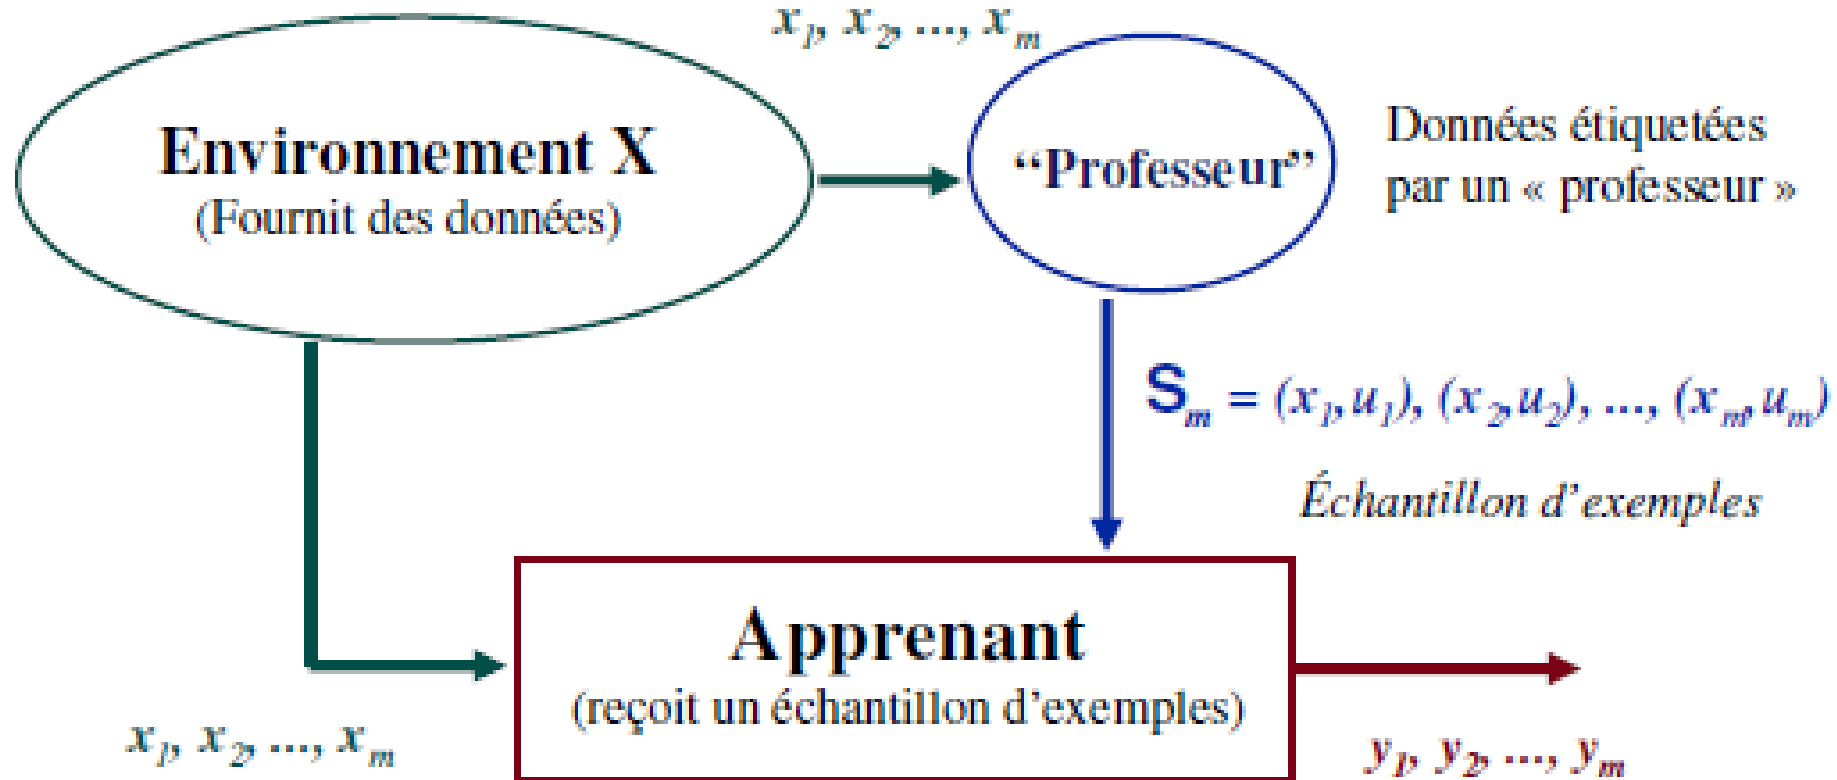 x₁, x₂, ..., xₘ
Environnement X
(Fournit des données)
“Professeur”
Données étiquetées
par un « professeur »
Sₘ = (x₁,u₁), (x₂,u₂), ..., (xₘ,uₘ)
Échantillon d’exemples
Apprenant
(reçoit un échantillon d’exemples)
x₁, x₂, ..., xₘ
y₁, y₂, ..., yₘ